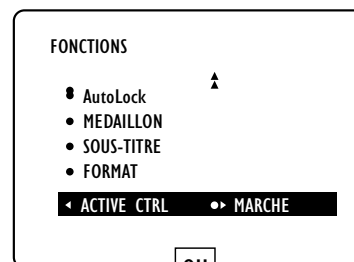 FONCTIONS
AutoLock
• MEDAILLON
• SOUS-TITRE
• FORMAT
ACTIVE CTRL MARCHE